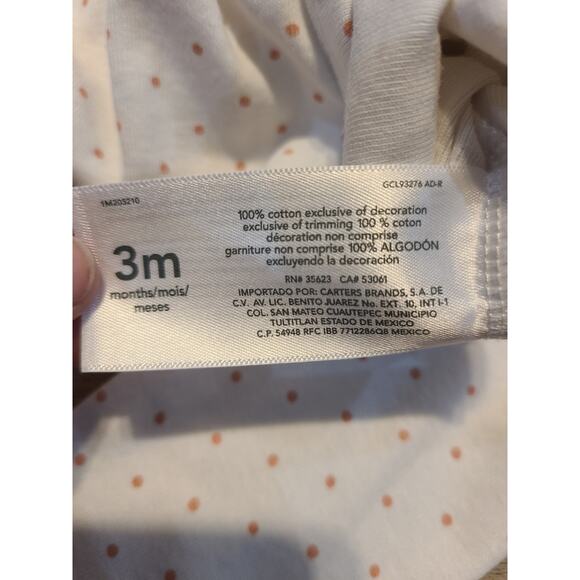 1M203210
GCL93276 AD-R
3m
months/mois/
meses
100% cotton exclusive of decoration
exclusive of trimming 100 % coton
décoration non comprise
garniture non comprise 100% ALGODÓN
excluyendo la decoración
RN# 35623 CA# 53061
IMPORTADO POR: CARTERS BRANDS, S.A. DE
C.V. AV. LIC. BENITO JUAREZ No. EXT. 10, INT I-1
COL. SAN MATEO CUAUTEPEC MUNICIPIO
TULTITLAN ESTADO DE MEXICO
C.P. 54948 RFC IBB 7712286Q8 MEXICO